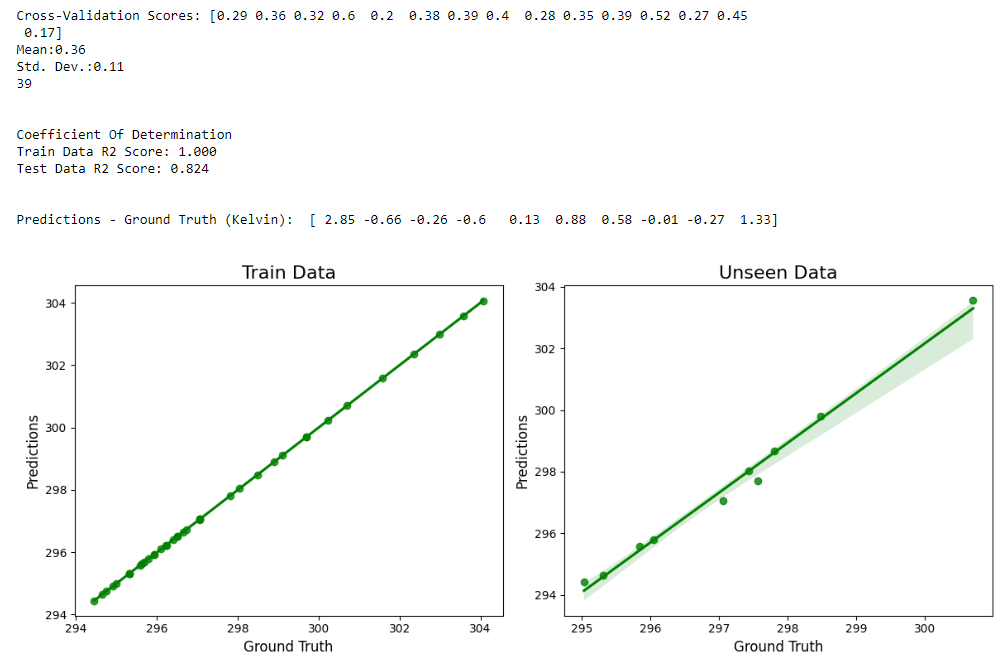 Cross-Validation Scores: [0.29 0.36 0.32 0.6  0.2  0.38 0.39 0.4  0.28 0.35 0.39 0.52 0.27 0.45
 0.17]
Mean:0.36
Std. Dev.:0.11
39
Coefficient Of Determination
Train Data R2 Score: 1.000
Test Data R2 Score: 0.824
Predictions - Ground Truth (Kelvin):  [ 2.85 -0.66 -0.26 -0.6   0.13  0.88  0.58 -0.01 -0.27  1.33]
Train Data
304
302
300
298
296
294
Predictions
294 296 298 300 302 304
Ground Truth
Unseen Data
304
302
300
298
296
294
Predictions
295 296 297 298 299 300
Ground Truth